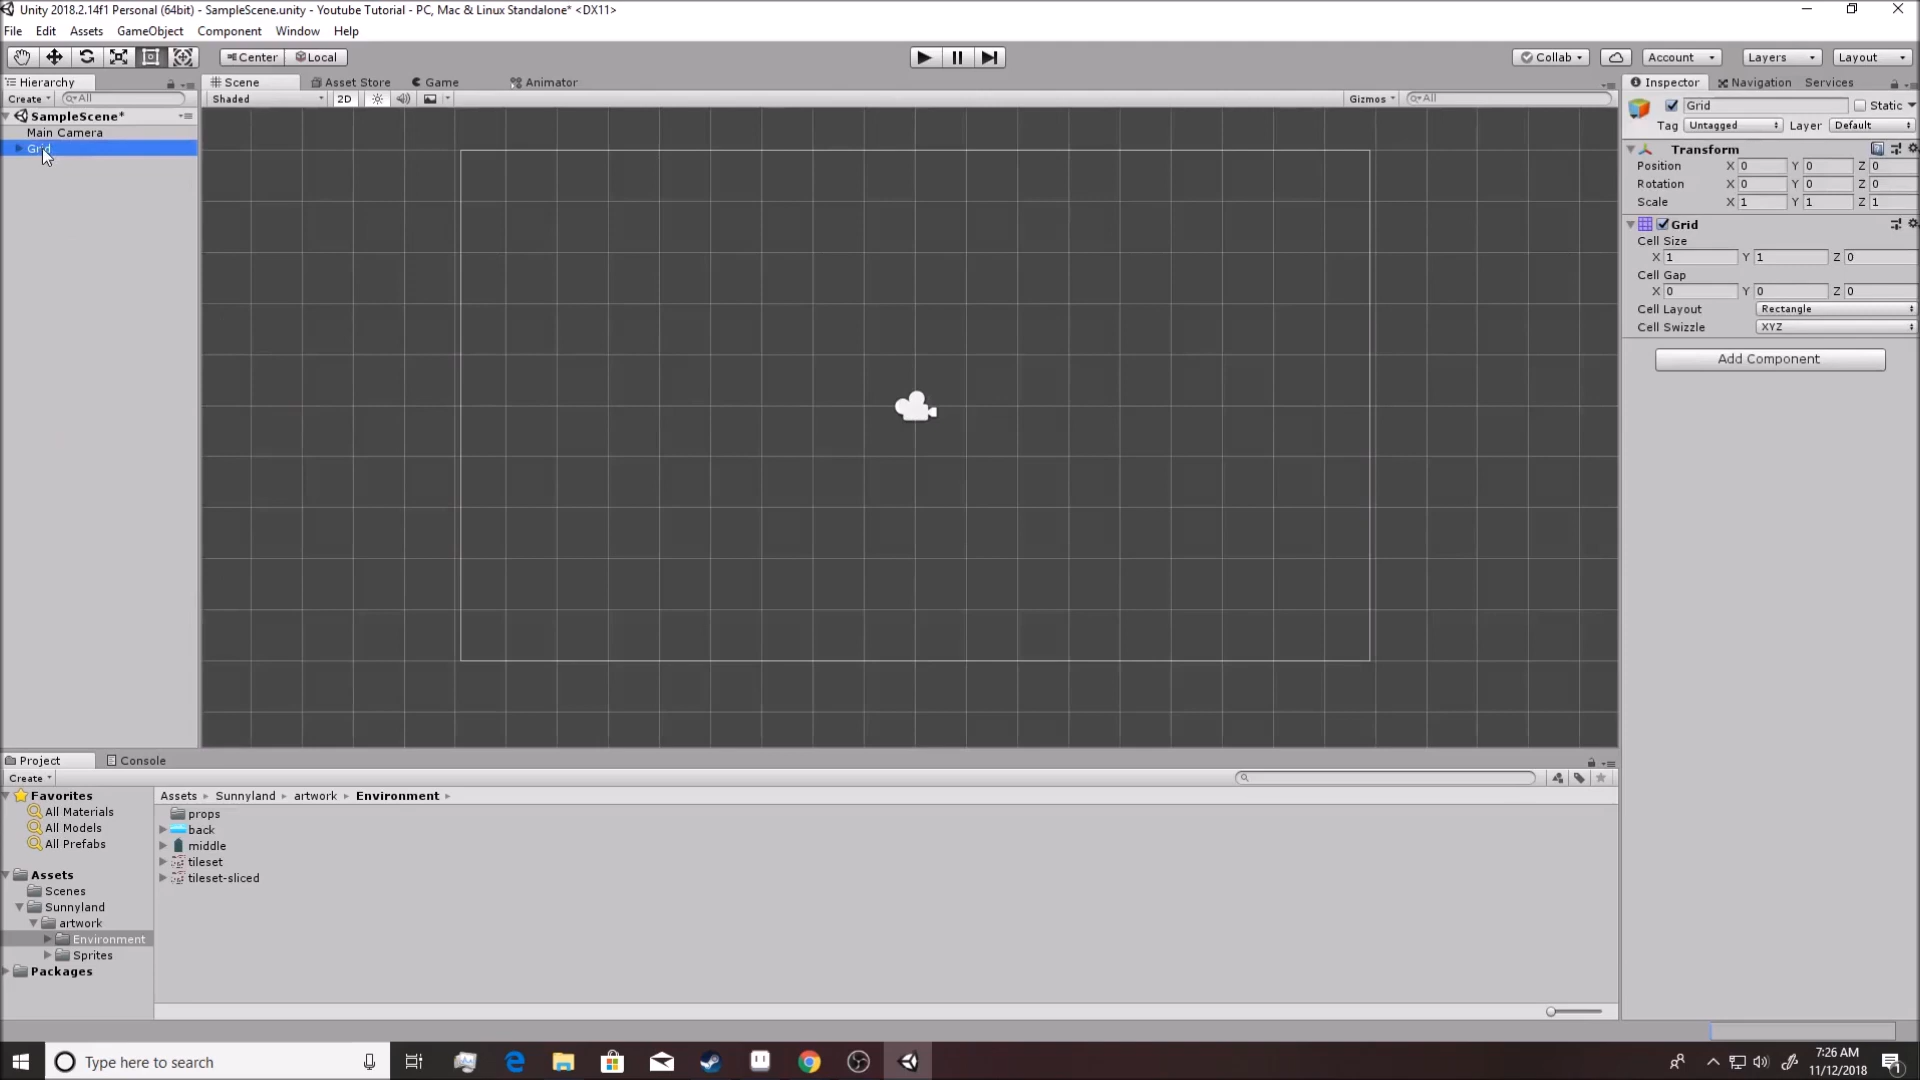 Unity 2018.2.14f1 Personal (64bit) - SampleScene.unity - Youtube Tutorial - PC, Mac & Linux Standalone* <DX11>
File Edit Assets GameObject Component Window Help
Center Local Collab Account Layers Layout
Hierarchy Scene Asset Store Game Animator Inspector Navigation Services
Create All Shaded 2D Gizmos All Grid Static
SampleScene*
Tag Untagged Layer Default
Main Camera
Grid
Transform
Position X 0 Y 0 Z 0
Rotation X 0 Y 0 Z 0
Scale X 1 Y 1 Z 1
Grid
Cell Size
X 1 Y 1 Z 0
Cell Gap
X 0 Y 0 Z 0
Cell Layout Rectangle
Cell Swizzle XYZ
Add Component
Project Console
Create
Favorites
All Materials
All Models
All Prefabs
Assets
Scenes
Sunnyland
artwork
Environment
Sprites
Packages
Assets Sunnyland artwork Environment
props
back
middle
tileset
tileset-sliced
Type here to search
7:26 AM
11/12/2018
1